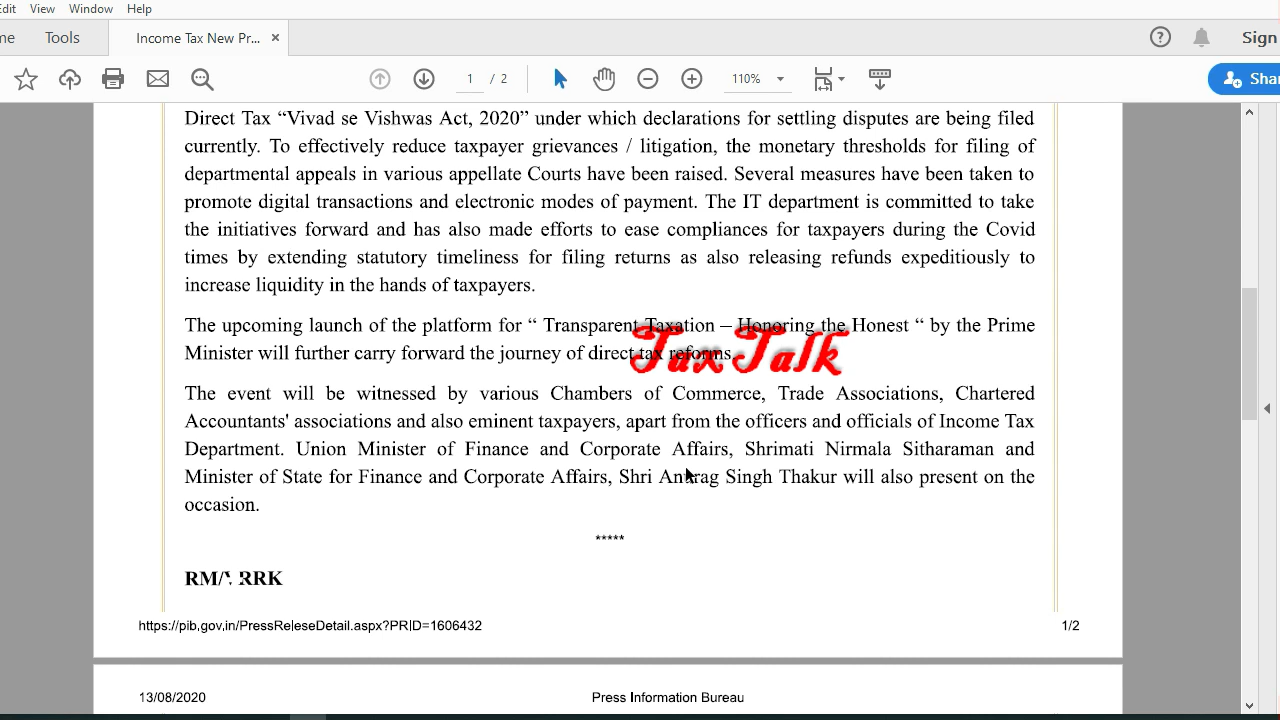 Edit View Window Help
me Tools Income Tax New Pr... ×
1 / 2 110%
Sign
Shar
Direct Tax “Vivad se Vishwas Act, 2020” under which declarations for settling disputes are being filed
currently. To effectively reduce taxpayer grievances / litigation, the monetary thresholds for filing of
departmental appeals in various appellate Courts have been raised. Several measures have been taken to
promote digital transactions and electronic modes of payment. The IT department is committed to take
the initiatives forward and has also made efforts to ease compliances for taxpayers during the Covid
times by extending statutory timeliness for filing returns as also releasing refunds expeditiously to
increase liquidity in the hands of taxpayers.
The upcoming launch of the platform for “ Transparent Taxation – Honoring the Honest “ by the Prime
Minister will further carry forward the journey of direct tax reforms.
Tax Talk
The event will be witnessed by various Chambers of Commerce, Trade Associations, Chartered
Accountants' associations and also eminent taxpayers, apart from the officers and officials of Income Tax
Department. Union Minister of Finance and Corporate Affairs, Shrimati Nirmala Sitharaman and
Minister of State for Finance and Corporate Affairs, Shri Anurag Singh Thakur will also present on the
occasion.
*****
RM/ RRK
https://pib.gov.in/PressReleseDetail.aspx?PRID=1606432 1/2
13/08/2020 Press Information Bureau